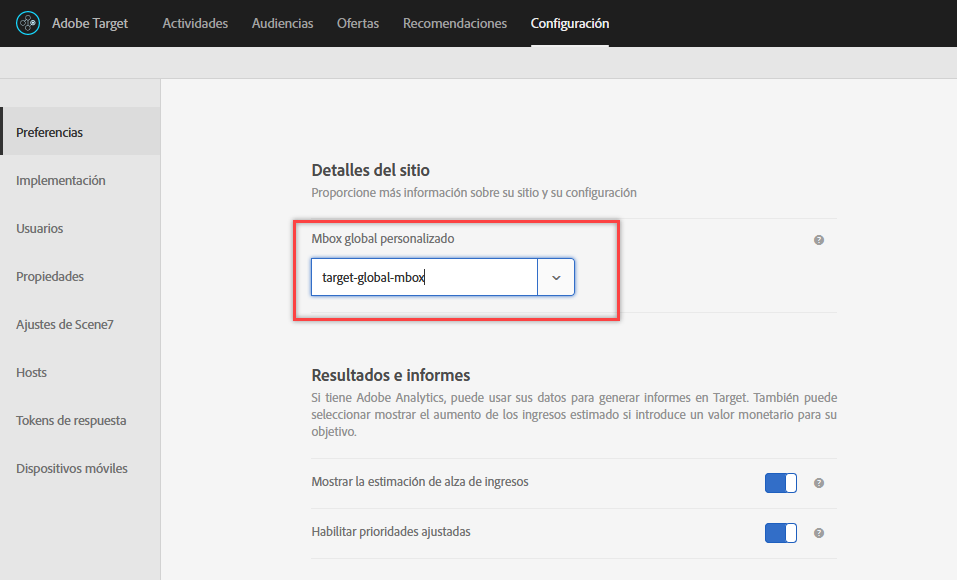 Adobe Target Actividades Audiencias Ofertas Recomendaciones Configuración
Preferencias
Implementación
Usuarios
Propiedades
Ajustes de Scene7
Hosts
Tokens de respuesta
Dispositivos móviles
Detalles del sitio
Proporcione más información sobre su sitio y su configuración
Mbox global personalizado
?
target-global-mbox
Resultados e informes
Si tiene Adobe Analytics, puede usar sus datos para generar informes en Target. También puede
seleccionar mostrar el aumento de los ingresos estimado si introduce un valor monetario para su
objetivo.
Mostrar la estimación de alza de ingresos
?
Habilitar prioridades ajustadas
?